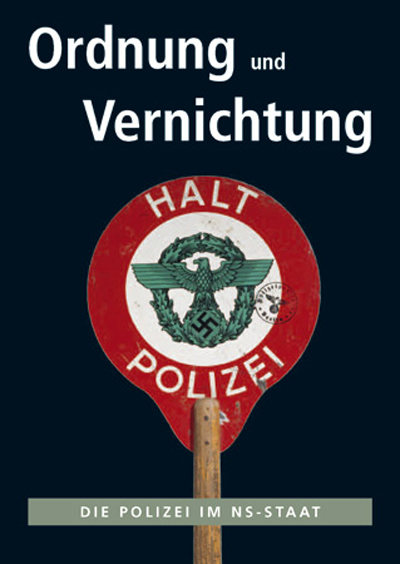 Ordnung und
Vernichtung
HALT
POLIZEI
DIE POLIZEI IM NS-STAAT